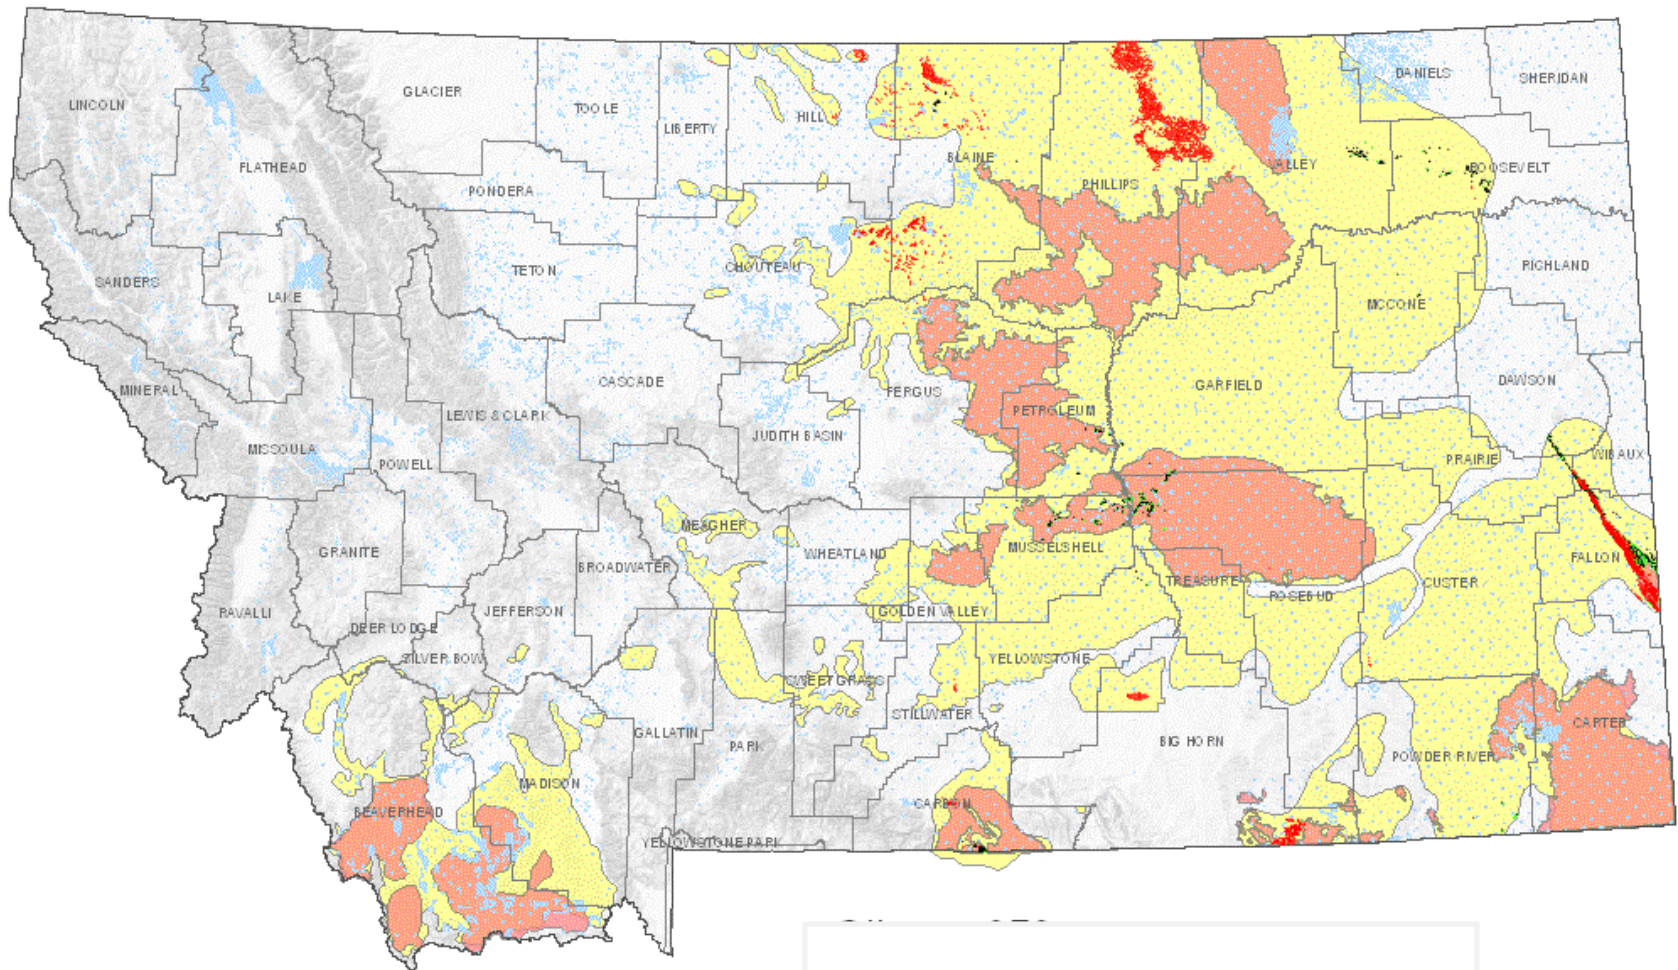 DANIELS
SHERIDAN
GLACIER
LINCOLN
TOOLE
HILL
LIBERTY
BLAINE
VALLEY
FLATHEAD
ROOSEVELT
PHILLIPS
PONDERA
RICHLAND
CHOUTEAU
TETON
SANDERS
LAKE
MCCONE
CASCADE
DAWSON
GARFIELD
MINERAL
FERGUS
PETROLEUM
LEWIS & CLARK
JUDITH BASIN
MISSOULA
WIBAUX
PRAIRIE
POWELL
MEAGHER
MUSSELSHELL
GRANITE
WHEATLAND
FALLON
BROADWATER
TREASURE
CUSTER
ROSEBUD
RAVALLI
JEFFERSON
GOLDEN VALLEY
DEER LODGE
SILVER BOW
YELLOWSTONE
SWEET GRASS
STILLWATER
CARTER
GALLATIN
BIG HORN
PARK
POWDER RIVER
MADISON
CARBON
BEAVERHEAD
YELLOWSTONE PARK